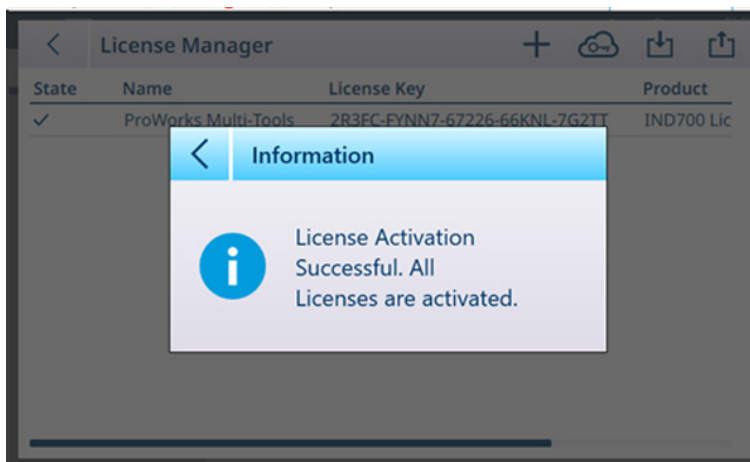 License Manager
State Name License Key Product
ProWorks Multi-Tools 2R3FC-FYNN7-67226-66KNL-7G2TT IND700 Lic
Information
License Activation
Successful. All
Licenses are activated.